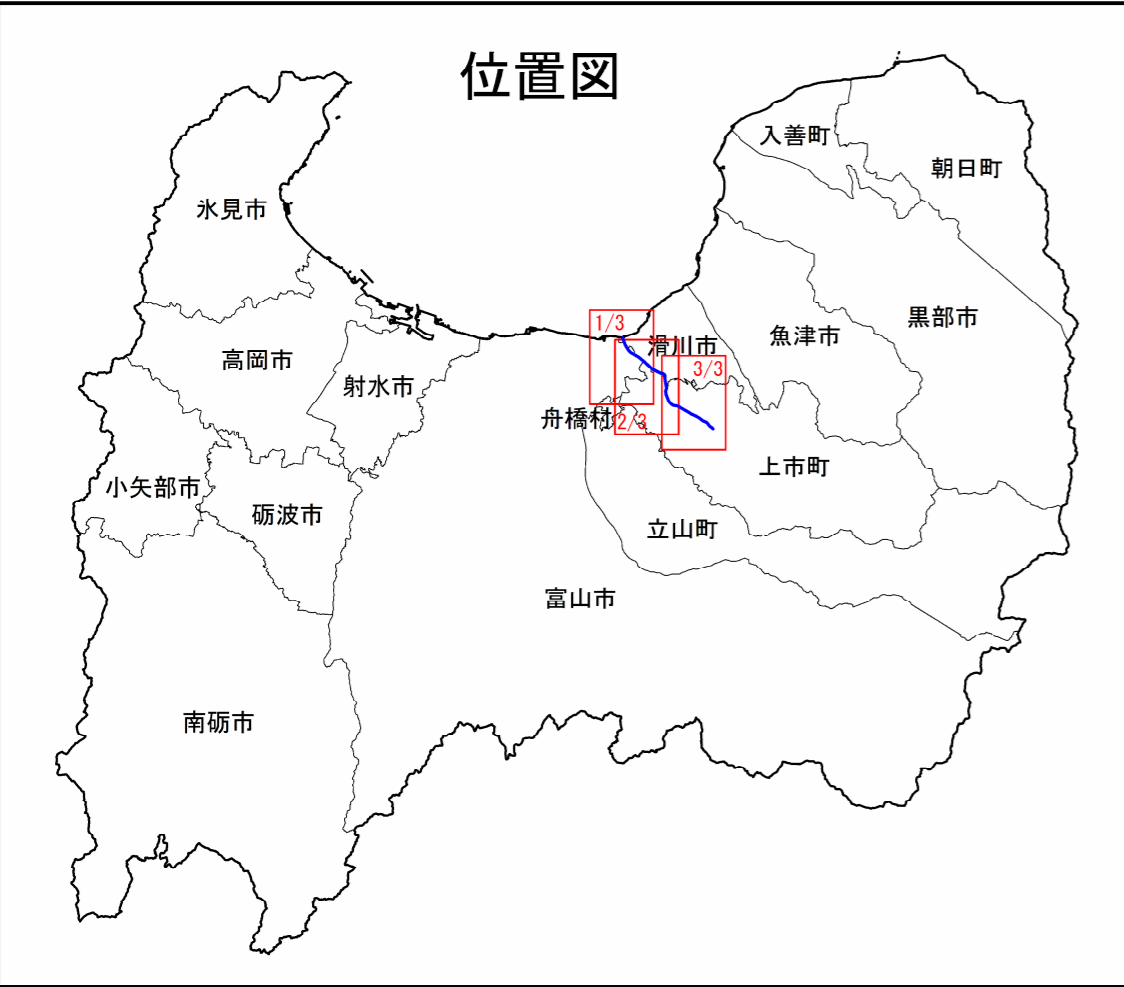 位置図
入善町
朝日町
氷見市
黒部市
1/3
魚津市
滑川市
高岡市
3/3
射水市
舟橋村
2/3
上市町
小矢部市
砺波市
立山町
富山市
南砺市